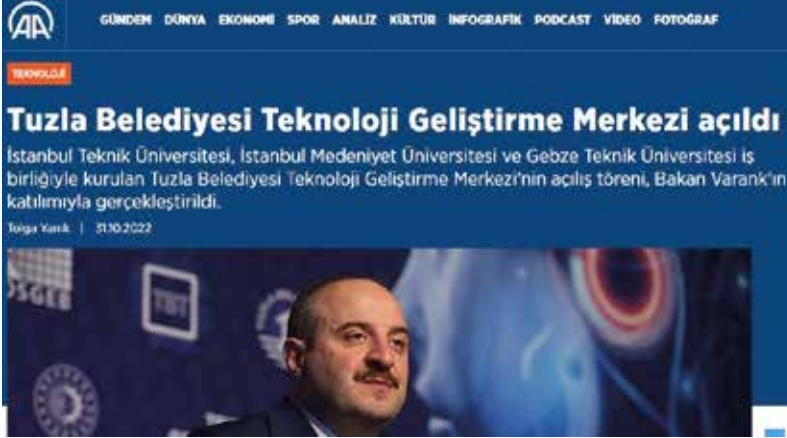 AA
GÜNDEM DÜNYA EKONOMİ SPOR ANALİZ KÜLTÜR İNFOGRAFİK PODCAST VİDEO FOTOĞRAF
TEKNOLOJİ
Tuzla Belediyesi Teknoloji Geliştirme Merkezi açıldı
İstanbul Teknik Üniversitesi, İstanbul Medeniyet Üniversitesi ve Gebze Teknik Üniversitesi iş
birliğiyle kurulan Tuzla Belediyesi Teknoloji Geliştirme Merkezi'nin açılış töreni, Bakan Varank'ın
katılımıyla gerçekleştirildi.
Tolga Yanık | 31.10.2022
OSGEB
TBT